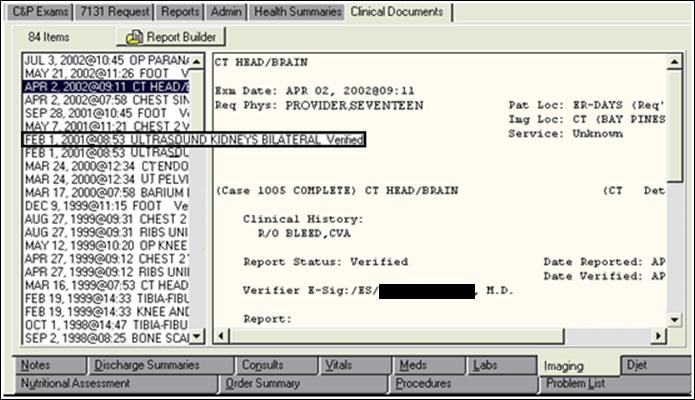 C&P Exams 7131 Request Reports Admin Health Summaries Clinical Documents
84 Items Report Builder
JUL 3, 2002@10:45 OP PARANA
MAY 21, 2002@11:26 FOOT Ve
APR 2, 2002@09:11 CT HEAD/B
APR 2, 2002@07:58 CHEST SIN
SEP 28, 2001@10:45 FOOT Ve
MAY 7, 2001@11:21 CHEST 2 V
FEB 1, 2001@08:53 ULTRASOUND KIDNEYS BILATERAL Verified
FEB 1, 2001@08:53 ULTRASOU
MAR 24, 2000@12:34 CT ENDO
MAR 24, 2000@12:34 UT PELVI
MAR 17, 2000@07:58 BARIUM I
DEC 9, 1999@11:15 FOOT Ve
AUG 27, 1999@09:31 CHEST 2
AUG 27, 1999@09:31 RIBS UNI
MAY 12, 1999@10:20 OP KNEE
APR 27, 1999@09:12 CHEST 2 V
APR 27, 1999@09:12 RIBS UNII
MAR 16, 1999@07:53 CT HEAD
FEB 19, 1999@14:33 TIBIA-FIBU
FEB 19, 1999@14:33 KNEE AND
OCT 1, 1998@14:47 TIBIA-FIBU
SEP 2, 1998@08:25 BONE SCA
CT HEAD/BRAIN
Exm Date: APR 02, 2002@09:11
Req Phys: PROVIDER,SEVENTEEN Pat Loc: ER-DAYS (Req'
Img Loc: CT (BAY PINES
Service: Unknown
(Case 1005 COMPLETE) CT HEAD/BRAIN (CT Det
Clinical History:
R/O BLEED,CVA
Report Status: Verified Date Reported: AP
Date Verified: AP
Verifier E-Sig:/ES/ , M.D.
Report:
Notes Discharge Summaries Consults Vitals Meds Labs Imaging Djet
Nutritional Assessment Order Summary Procedures Problem List